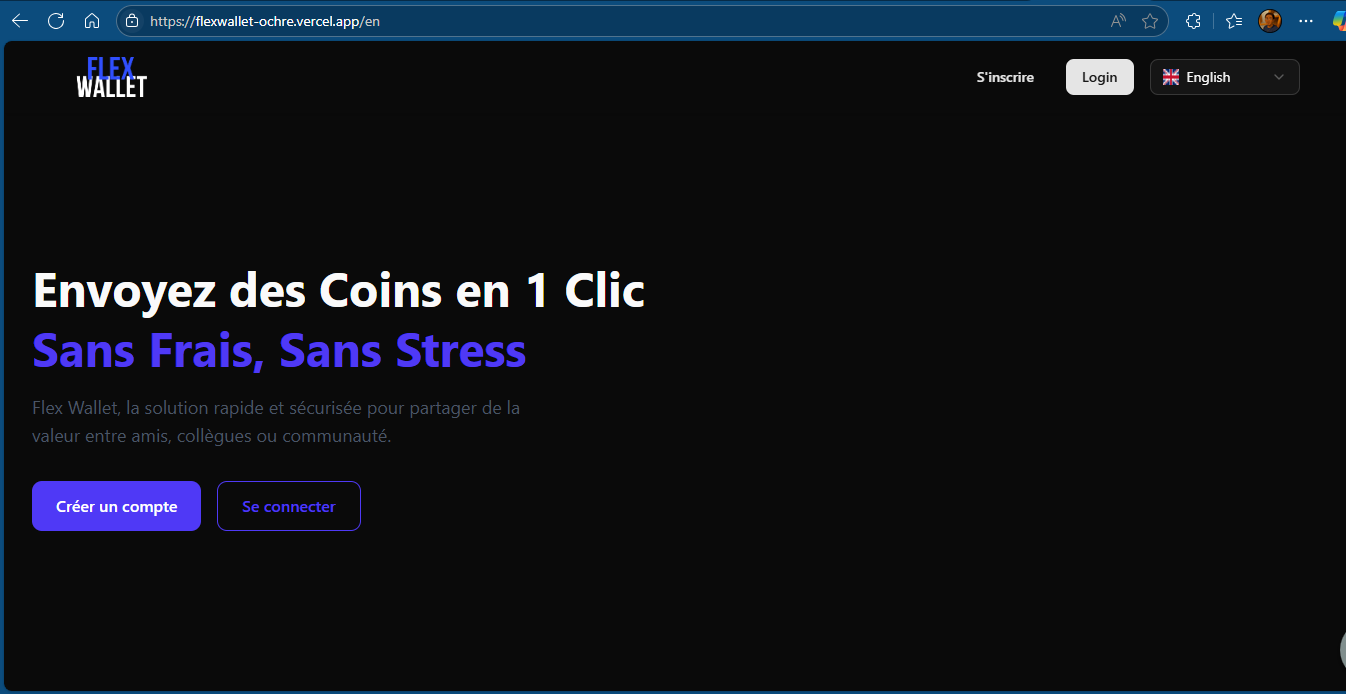 https://flexwallet-ochre.vercel.app/en
FLEX
WALLET
S'inscrire
Login
English
Envoyez des Coins en 1 Clic
Sans Frais, Sans Stress
Flex Wallet, la solution rapide et sécurisée pour partager de la
valeur entre amis, collègues ou communauté.
Créer un compte
Se connecter